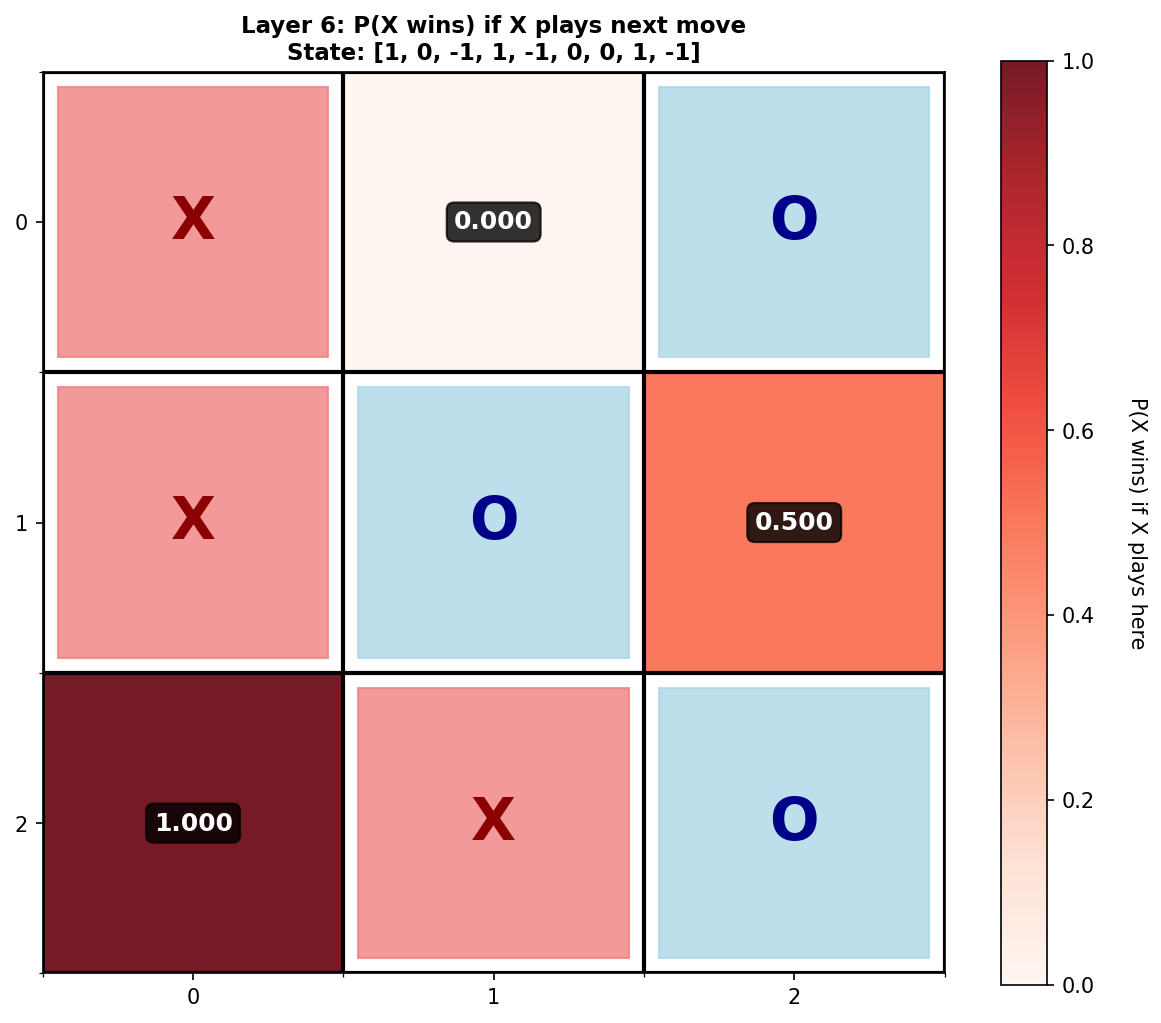 Layer 6: P(X wins) if X plays next move
State: [1, 0, -1, 1, -1, 0, 0, 1, -1]
1.0
0 X 0.000 O
0.8
0.6
1 X O 0.500
P(X wins) if X plays here
0.4
0.2
2 1.000 X O
0.0
0 1 2